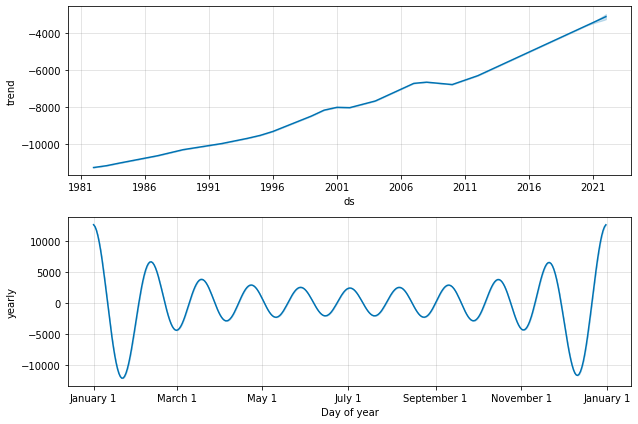 −4000
−6000
−8000
−10000
trend
1981 1986 1991 1996 2001 2006 2011 2016 2021
ds
10000
5000
0
−5000
−10000
yearly
January 1 March 1 May 1 July 1 September 1 November 1 January 1
Day of year